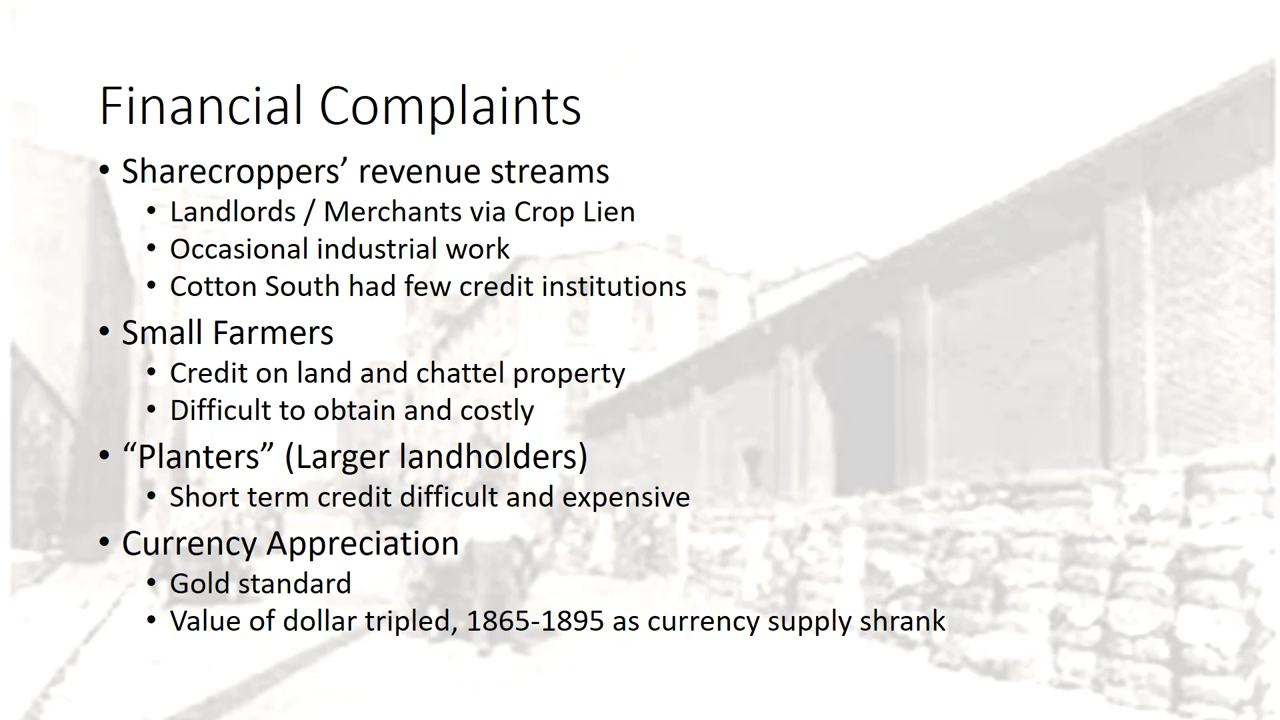 Financial Complaints
• Sharecroppers’ revenue streams
• Landlords / Merchants via Crop Lien
• Occasional industrial work
• Cotton South had few credit institutions
• Small Farmers
• Credit on land and chattel property
• Difficult to obtain and costly
• “Planters” (Larger landholders)
• Short term credit difficult and expensive
• Currency Appreciation
• Gold standard
• Value of dollar tripled, 1865-1895 as currency supply shrank